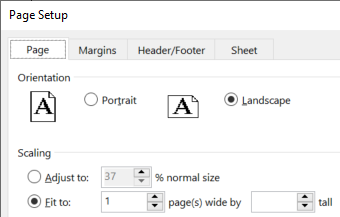 Page Setup
Page Margins Header/Footer Sheet
Orientation
A Portrait A Landscape
Scaling
Adjust to: 37 % normal size
Fit to: 1 page(s) wide by tall